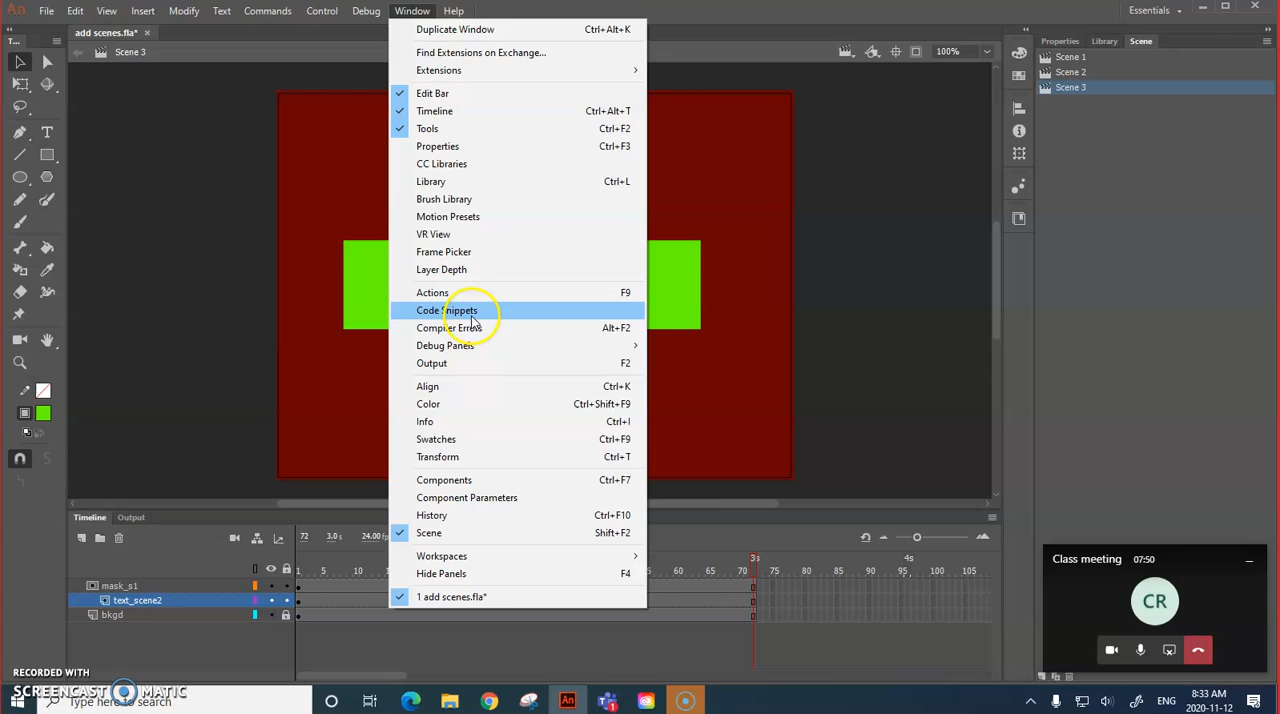 An File Edit View Insert Modify Text Commands Control Debug Window Help Essentials
add scenes.fla* ×
Scene 3
100%
T...
Properties Library Scene
Scene 1
Scene 2
Scene 3
Duplicate Window Ctrl+Alt+K
Find Extensions on Exchange...
Extensions
Edit Bar
Timeline Ctrl+Alt+T
Tools Ctrl+F2
Properties Ctrl+F3
CC Libraries
Library Ctrl+L
Brush Library
Motion Presets
VR View
Frame Picker
Layer Depth
Actions F9
Code Snippets
Compiler Errors Alt+F2
Debug Panels
Output F2
Align Ctrl+K
Color Ctrl+Shift+F9
Info Ctrl+I
Swatches Ctrl+F9
Transform Ctrl+T
Components Ctrl+F7
Component Parameters
History Ctrl+F10
Scene Shift+F2
Workspaces
Hide Panels F4
1 add scenes.fla*
Timeline Output
72 3.0 s 24.00 fp
3s 4s
1 5 10 65 70 75 80 85 90 95 100 105
mask_s1
text_scene2
bkgd
Class meeting 07:50
CR
RECORDED WITH
SCREENCAST MATIC
Type here to search
ENG
8:33 AM
2020-11-12